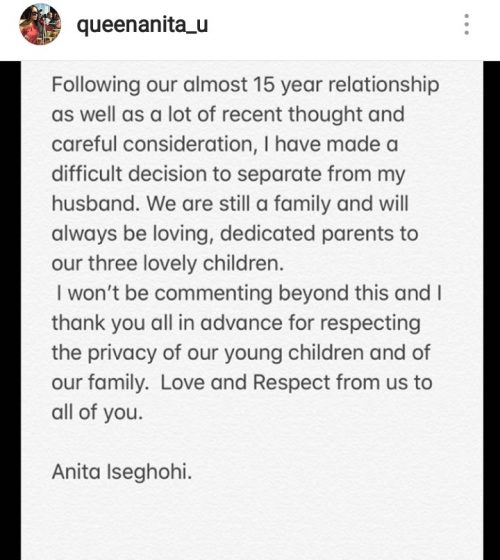 queenanita_u
Following our almost 15 year relationship
as well as a lot of recent thought and
careful consideration, I have made a
difficult decision to separate from my
husband. We are still a family and will
always be loving, dedicated parents to
our three lovely children.
I won't be commenting beyond this and I
thank you all in advance for respecting
the privacy of our young children and of
our family.  Love and Respect from us to
all of you.
Anita Iseghohi.